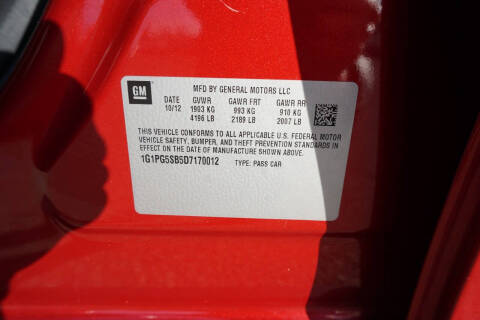 GM
MFD BY GENERAL MOTORS LLC
DATE GVWR GAWR FRT GAWR RR
10/12 1903 KG 993 KG 910 KG
4196 LB 2189 LB 2007 LB
THIS VEHICLE CONFORMS TO ALL APPLICABLE U.S. FEDERAL MOTOR
VEHICLE SAFETY, BUMPER, AND THEFT PREVENTION STANDARDS IN
EFFECT ON THE DATE OF MANUFACTURE SHOWN ABOVE.
1G1PG5SB5D7170012 TYPE: PASS CAR